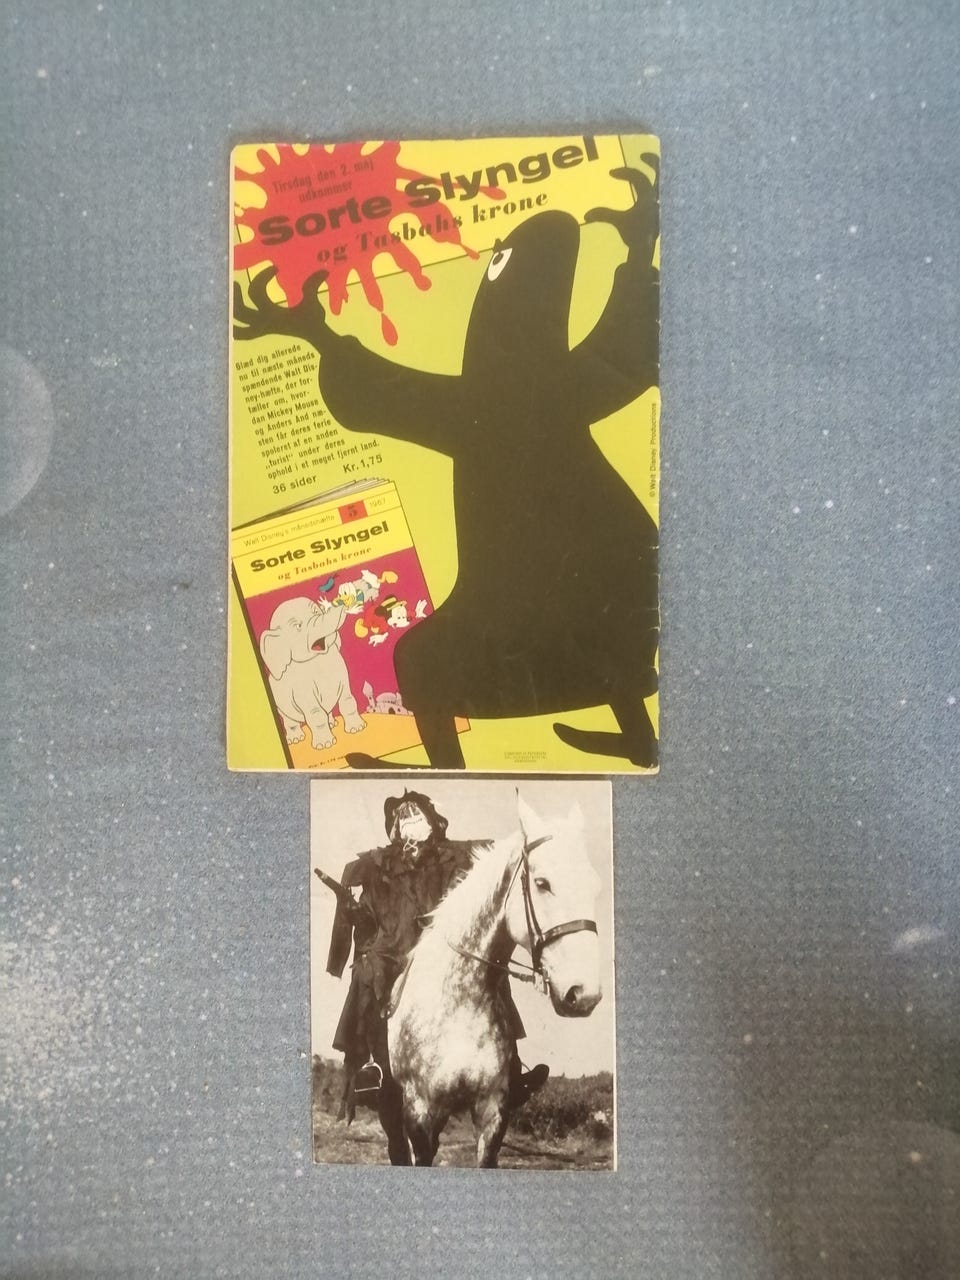 Tirsdag den 2. maj
udkommer
Sorte Slyngel
og Tasbahs krone
Glæd dig allerede
nu til næste måneds
spændende Walt Dis-
ney-hæfte, der for-
tæller om, hvor-
dan Mickey Mouse
og Anders And næ-
sten får deres ferie
spoleret af en anden
„turist" under deres
ophold i et meget fjernt land.
36 sider Kr. 1,75
© Walt Disney Productions
Walt Disney's månedshæfte 5 1967
Sorte Slyngel
og Tasbahs krone